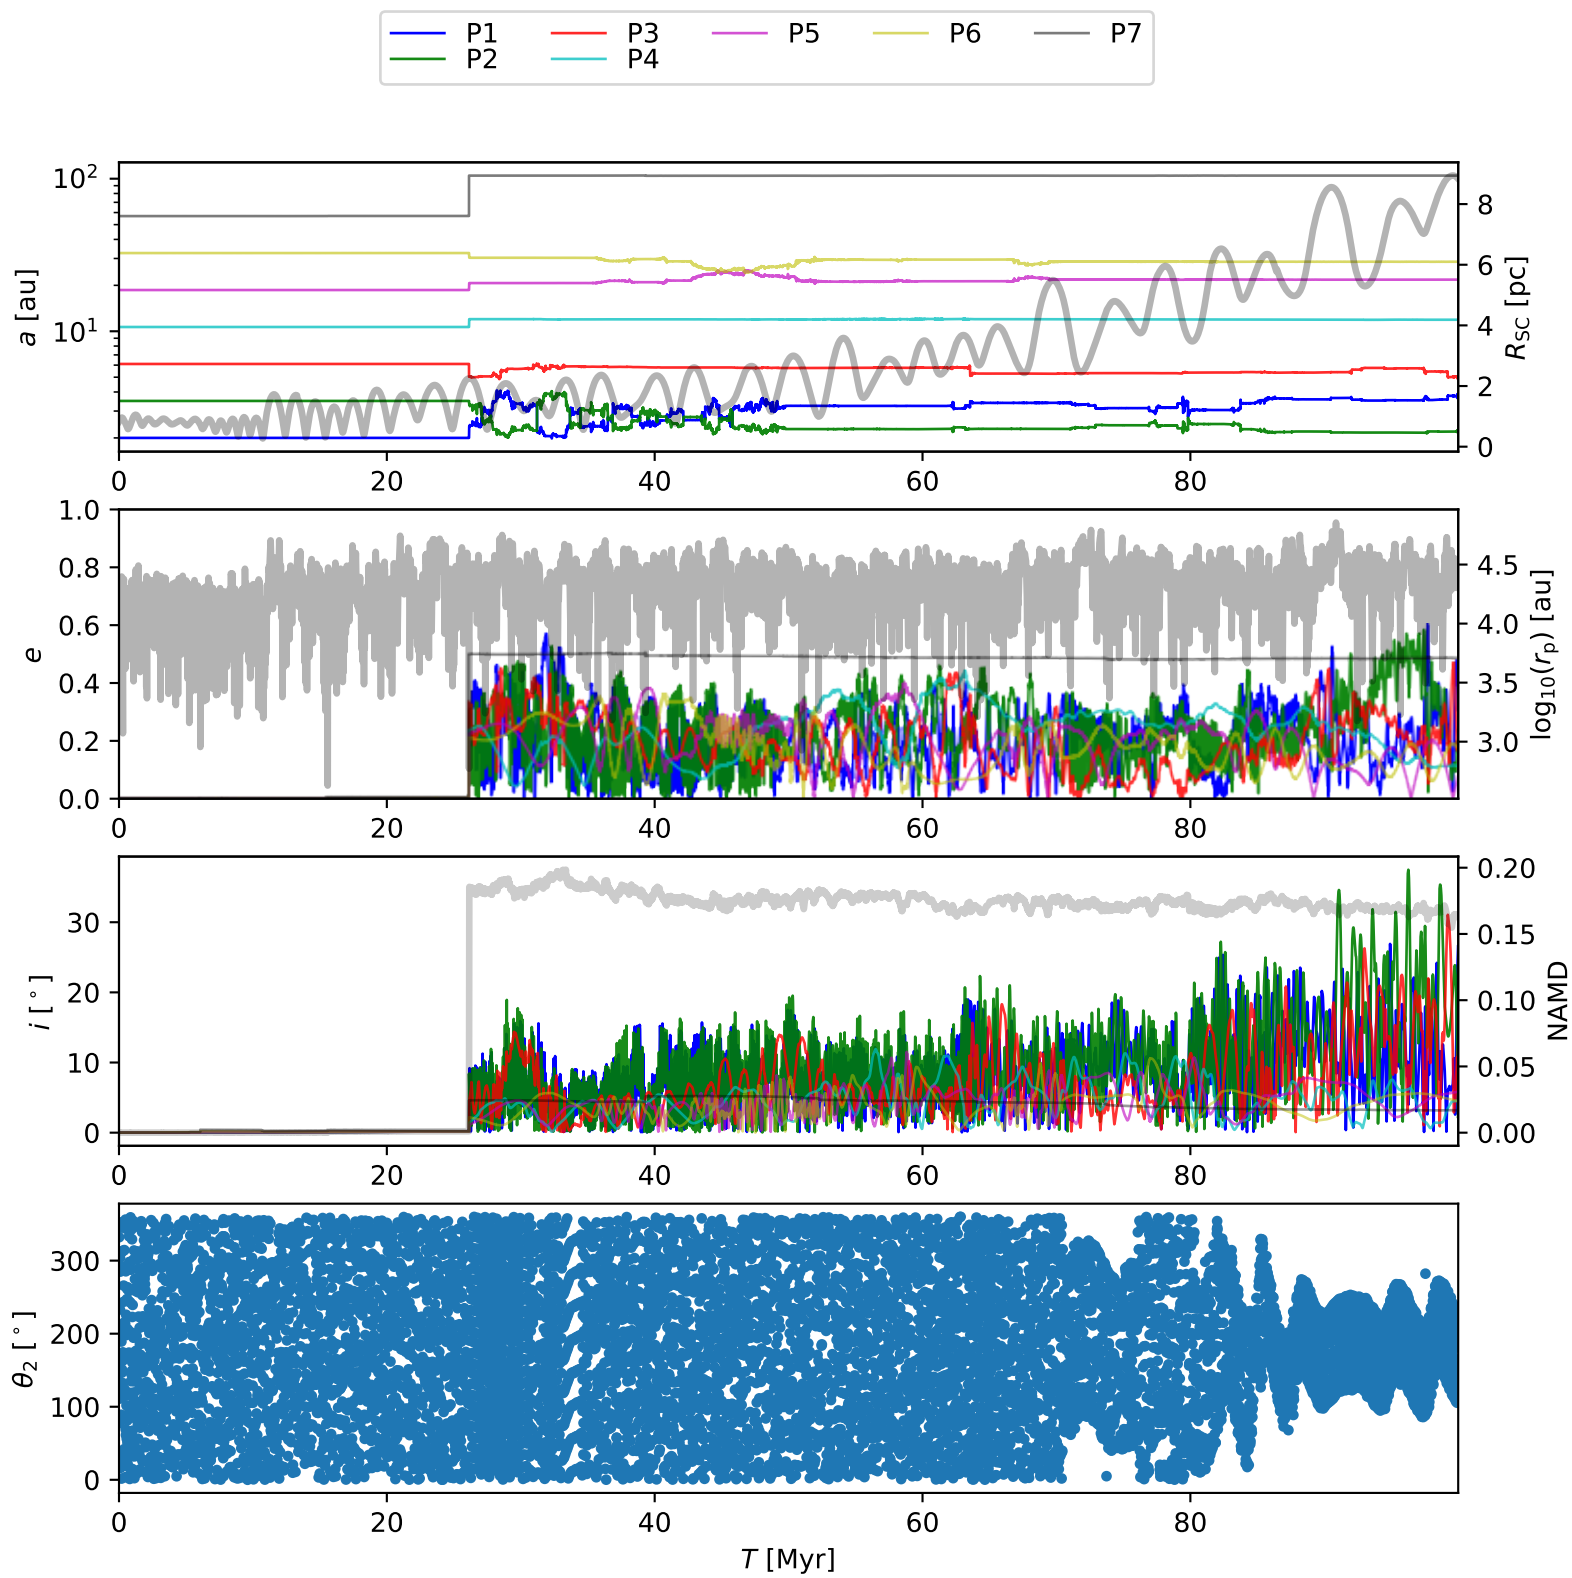 P1 P3 P5 P6 P7
P2 P4
10² 10¹
a [au]
8 6 4 2 0
R_SC [pc]
0 20 40 60 80
1.0 0.8 0.6 0.4 0.2 0.0
e
4.5 4.0 3.5 3.0
log₁₀(r_p) [au]
0 20 40 60 80
30 20 10 0
i [°]
0.20 0.15 0.10 0.05 0.00
NAMD
0 20 40 60 80
300 200 100 0
θ₂ [°]
0 20 40 60 80
T [Myr]